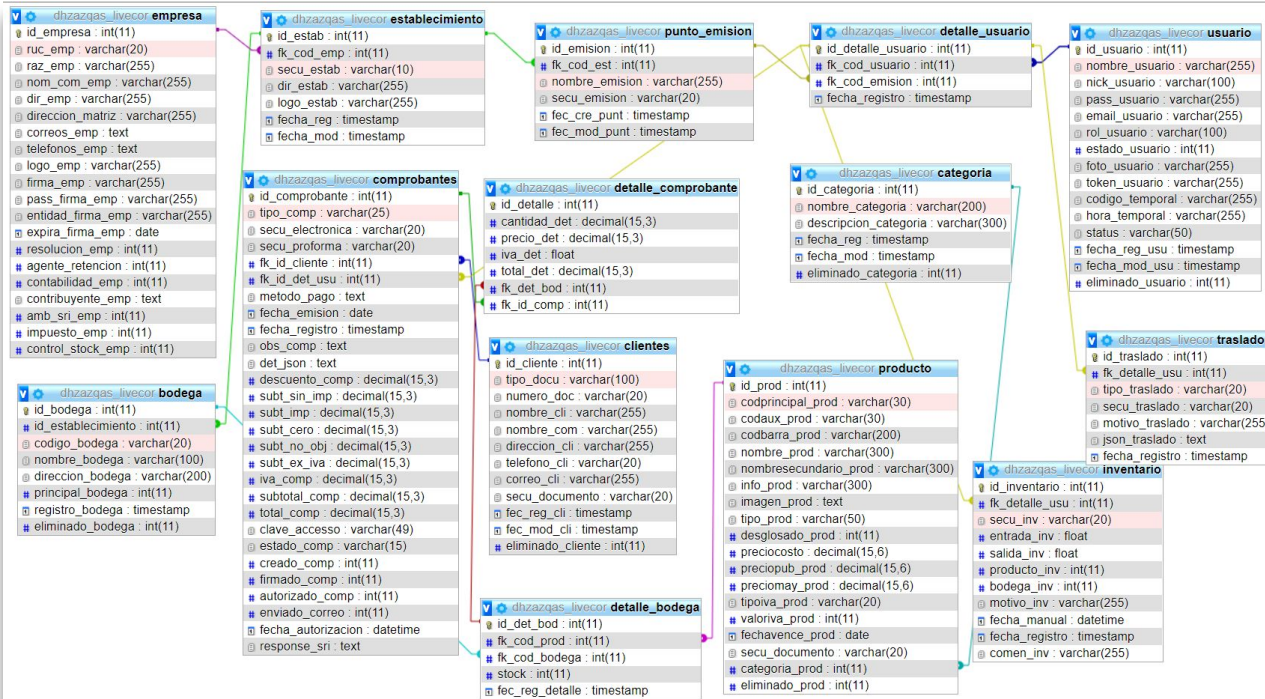 dhzazqas_livecor empresa
id_empresa : int(11)
ruc_emp : varchar(20)
raz_emp : varchar(255)
nom_com_emp : varchar(255)
dir_emp : varchar(255)
direccion_matriz : varchar(255)
correos_emp : text
telefonos_emp : text
logo_emp : varchar(255)
firma_emp : varchar(255)
pass_firma_emp : varchar(255)
entidad_firma_emp : varchar(255)
expira_firma_emp : date
resolucion_emp : int(11)
agente_retencion : int(11)
contabilidad_emp : int(11)
contribuyente_emp : text
amb_sri_emp : int(11)
impuesto_emp : int(11)
control_stock_emp : int(11)
dhzazqas_livecor establecimiento
id_estab : int(11)
fk_cod_emp : int(11)
secu_estab : varchar(10)
dir_estab : varchar(255)
logo_estab : varchar(255)
fecha_reg : timestamp
fecha_mod : timestamp
dhzazqas_livecor punto_emision
id_emision : int(11)
fk_cod_est : int(11)
nombre_emision : varchar(255)
secu_emision : varchar(20)
fec_cre_punt : timestamp
fec_mod_punt : timestamp
dhzazqas_livecor detalle_usuario
id_detalle_usuario : int(11)
fk_cod_usuario : int(11)
fk_cod_emision : int(11)
fecha_registro : timestamp
dhzazqas_livecor usuario
id_usuario : int(11)
nombre_usuario : varchar(255)
nick_usuario : varchar(100)
pass_usuario : varchar(255)
email_usuario : varchar(255)
rol_usuario : varchar(100)
estado_usuario : int(11)
foto_usuario : varchar(255)
token_usuario : varchar(255)
codigo_temporal : varchar(255)
hora_temporal : varchar(255)
status : varchar(50)
fecha_reg_usu : timestamp
fecha_mod_usu : timestamp
eliminado_usuario : int(11)
dhzazqas_livecor comprobantes
id_comprobante : int(11)
tipo_comp : varchar(25)
secu_electronica : varchar(20)
secu_proforma : varchar(20)
fk_id_cliente : int(11)
fk_id_det_usu : int(11)
metodo_pago : text
fecha_emision : date
fecha_registro : timestamp
obs_comp : text
det_json : text
descuento_comp : decimal(15,3)
subt_sin_imp : decimal(15,3)
subt_imp : decimal(15,3)
subt_cero : decimal(15,3)
subt_no_obj : decimal(15,3)
subt_ex_iva : decimal(15,3)
iva_comp : decimal(15,3)
subtotal_comp : decimal(15,3)
total_comp : decimal(15,3)
clave_accesso : varchar(49)
estado_comp : varchar(15)
creado_comp : int(11)
firmado_comp : int(11)
autorizado_comp : int(11)
enviado_correo : int(11)
fecha_autorizacion : datetime
response_sri : text
dhzazqas_livecor detalle_comprobante
id_detalle : int(11)
cantidad_det : decimal(15,3)
precio_det : decimal(15,3)
iva_det : float
total_det : decimal(15,3)
fk_det_bod : int(11)
fk_id_comp : int(11)
dhzazqas_livecor categoria
id_categoria : int(11)
nombre_categoria : varchar(200)
descripcion_categoria : varchar(300)
fecha_reg : timestamp
fecha_mod : timestamp
eliminado_categoria : int(11)
dhzazqas_livecor clientes
id_cliente : int(11)
tipo_docu : varchar(100)
numero_doc : varchar(20)
nombre_cli : varchar(255)
nombre_com : varchar(255)
direccion_cli : varchar(255)
telefono_cli : varchar(20)
correo_cli : varchar(255)
secu_documento : varchar(20)
fec_reg_cli : timestamp
fec_mod_cli : timestamp
eliminado_cliente : int(11)
dhzazqas_livecor traslado
id_traslado : int(11)
fk_detalle_usu : int(11)
tipo_traslado : varchar(20)
secu_traslado : varchar(20)
motivo_traslado : varchar(255
json_traslado : text
fecha_registro : timestamp
dhzazqas_livecor producto
id_prod : int(11)
codprincipal_prod : varchar(30)
codaux_prod : varchar(30)
codbarra_prod : varchar(200)
nombre_prod : varchar(300)
nombresecundario_prod : varchar(300)
info_prod : varchar(300)
imagen_prod : text
tipo_prod : varchar(50)
desglosado_prod : int(11)
preciocosto : decimal(15,6)
preciopub_prod : decimal(15,6)
preciomay_prod : decimal(15,6)
tipoiva_prod : varchar(20)
valoriva_prod : int(11)
fechavence_prod : date
secu_documento : varchar(20)
categoria_prod : int(11)
eliminado_prod : int(11)
dhzazqas_livecor bodega
id_bodega : int(11)
id_establecimiento : int(11)
codigo_bodega : varchar(20)
nombre_bodega : varchar(100)
direccion_bodega : varchar(200)
principal_bodega : int(11)
registro_bodega : timestamp
eliminado_bodega : int(11)
dhzazqas_livecor inventario
id_inventario : int(11)
fk_detalle_usu : int(11)
secu_inv : varchar(20)
entrada_inv : float
salida_inv : float
producto_inv : int(11)
bodega_inv : int(11)
motivo_inv : varchar(255)
fecha_manual : datetime
fecha_registro : timestamp
comen_inv : varchar(255)
dhzazqas_livecor detalle_bodega
id_det_bod : int(11)
fk_cod_prod : int(11)
fk_cod_bodega : int(11)
stock : int(11)
fec_reg_detalle : timestamp